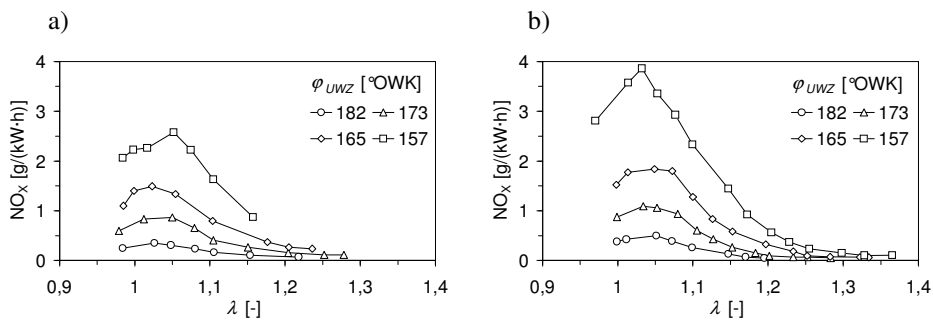 a)
b)
4
3
2
1
0
NOX [g/(kW·h)]
φUWZ [°OWK]
182 173
165 157
0,9 1 1,1 1,2 1,3 1,4
λ [-]
4
3
2
1
0
NOX [g/(kW·h)]
φUWZ [°OWK]
182 173
165 157
0,9 1 1,1 1,2 1,3 1,4
λ [-]